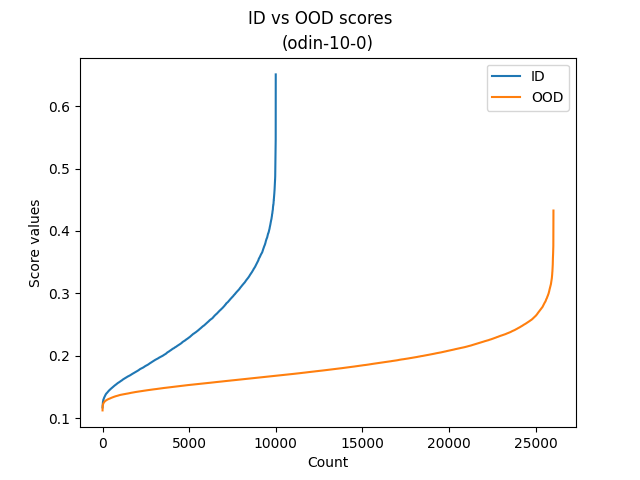 ID vs OOD scores
(odin-10-0)
ID
OOD
Score values
0.6
0.5
0.4
0.3
0.2
0.1
0
5000
10000
15000
20000
25000
Count